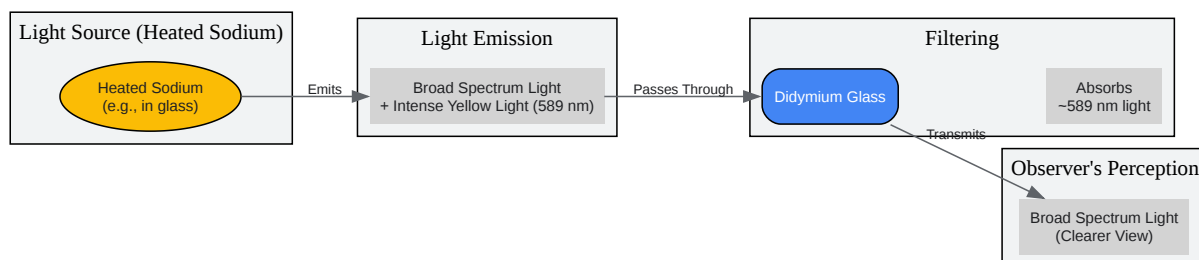 Light Source (Heated Sodium)
Heated Sodium
(e.g., in glass)
Emits
Light Emission
Broad Spectrum Light
+ Intense Yellow Light (589 nm)
Passes Through
Filtering
Didymium Glass
Absorbs
~589 nm light
Transmits
Observer's Perception
Broad Spectrum Light
(Clearer View)